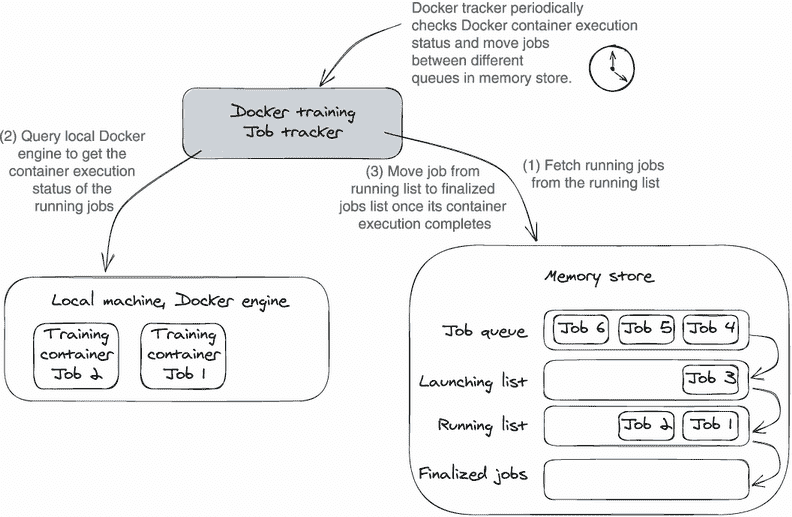 Docker tracker periodically
checks Docker container execution
status and move jobs
between different
queues in memory store.
Docker training
Job tracker
(2) Query local Docker
engine to get the
container execution
status of the
running jobs
(3) Move job from
running list to finalized
jobs list once its container
execution completes
(1) Fetch running jobs
from the running list
Local machine, Docker engine
Training
container
Job 2
Training
container
Job 1
Memory store
Job queue
Job 6
Job 5
Job 4
Launching list
Job 3
Running list
Job 2
Job 1
Finalized jobs